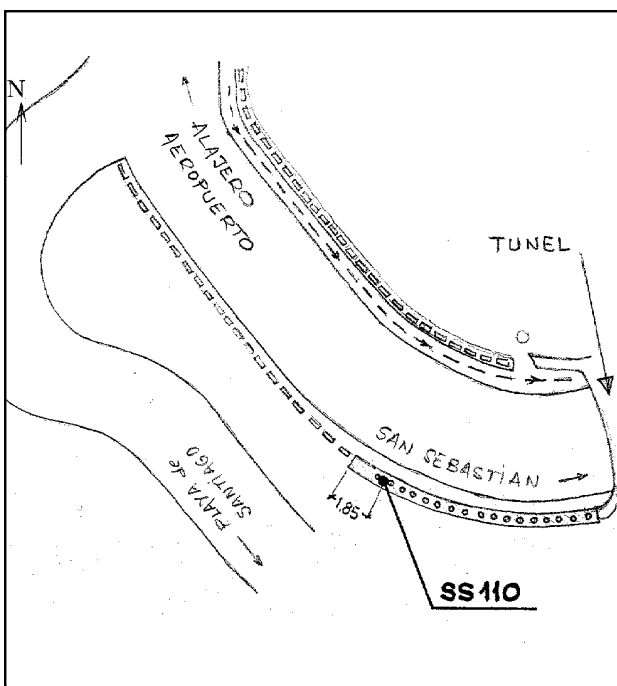 N
ALAJERO
AEROPUERTO
TUNEL
SAN SEBASTIAN
PLAYA de
SANTIAGO
1.85
SS110